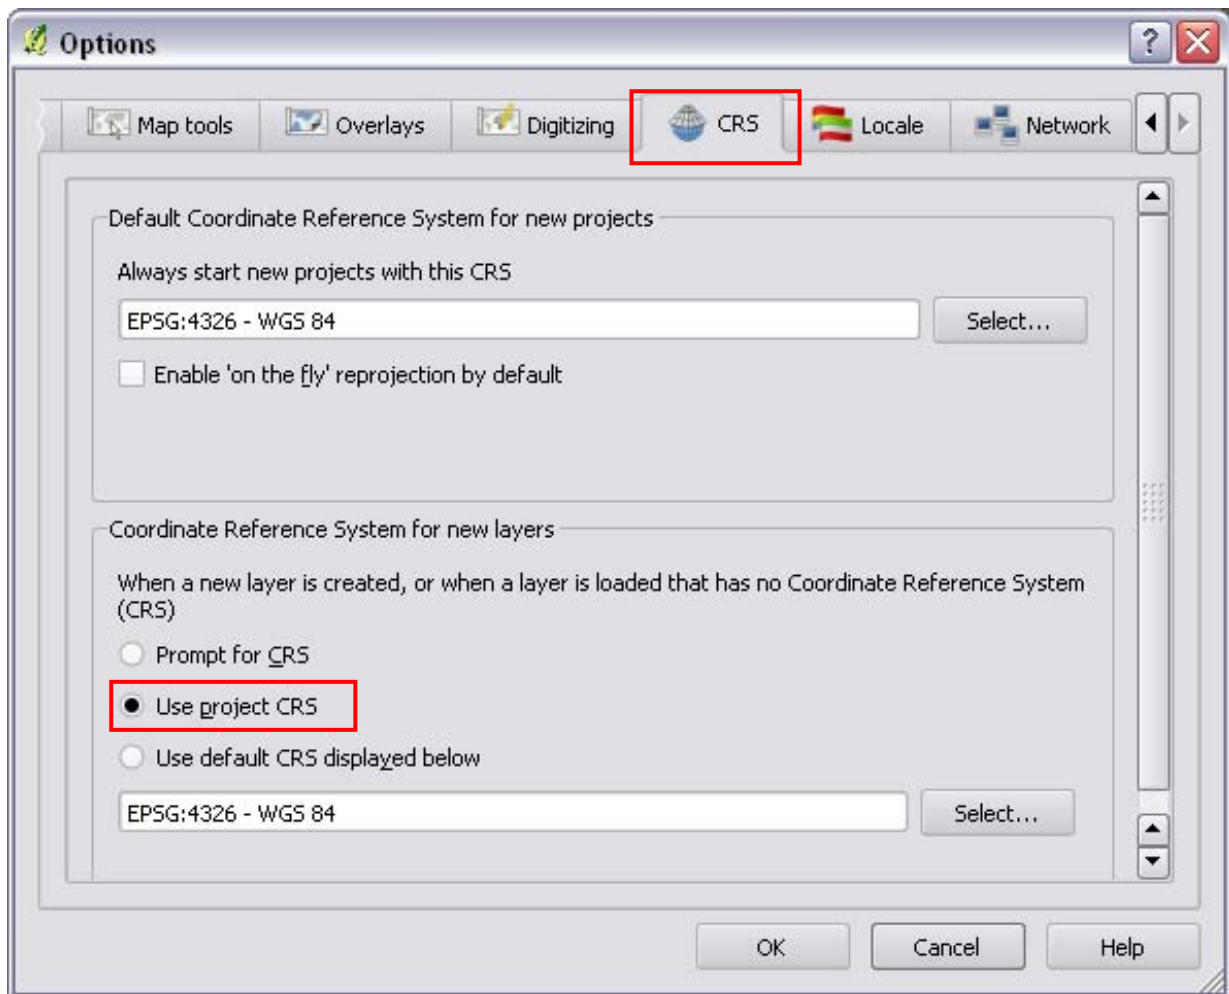 Options
Map tools Overlays Digitizing CRS Locale Network
Default Coordinate Reference System for new projects
Always start new projects with this CRS
EPSG:4326 - WGS 84 Select...
Enable 'on the fly' reprojection by default
Coordinate Reference System for new layers
When a new layer is created, or when a layer is loaded that has no Coordinate Reference System
(CRS)
Prompt for CRS
Use project CRS
Use default CRS displayed below
EPSG:4326 - WGS 84 Select...
OK Cancel Help